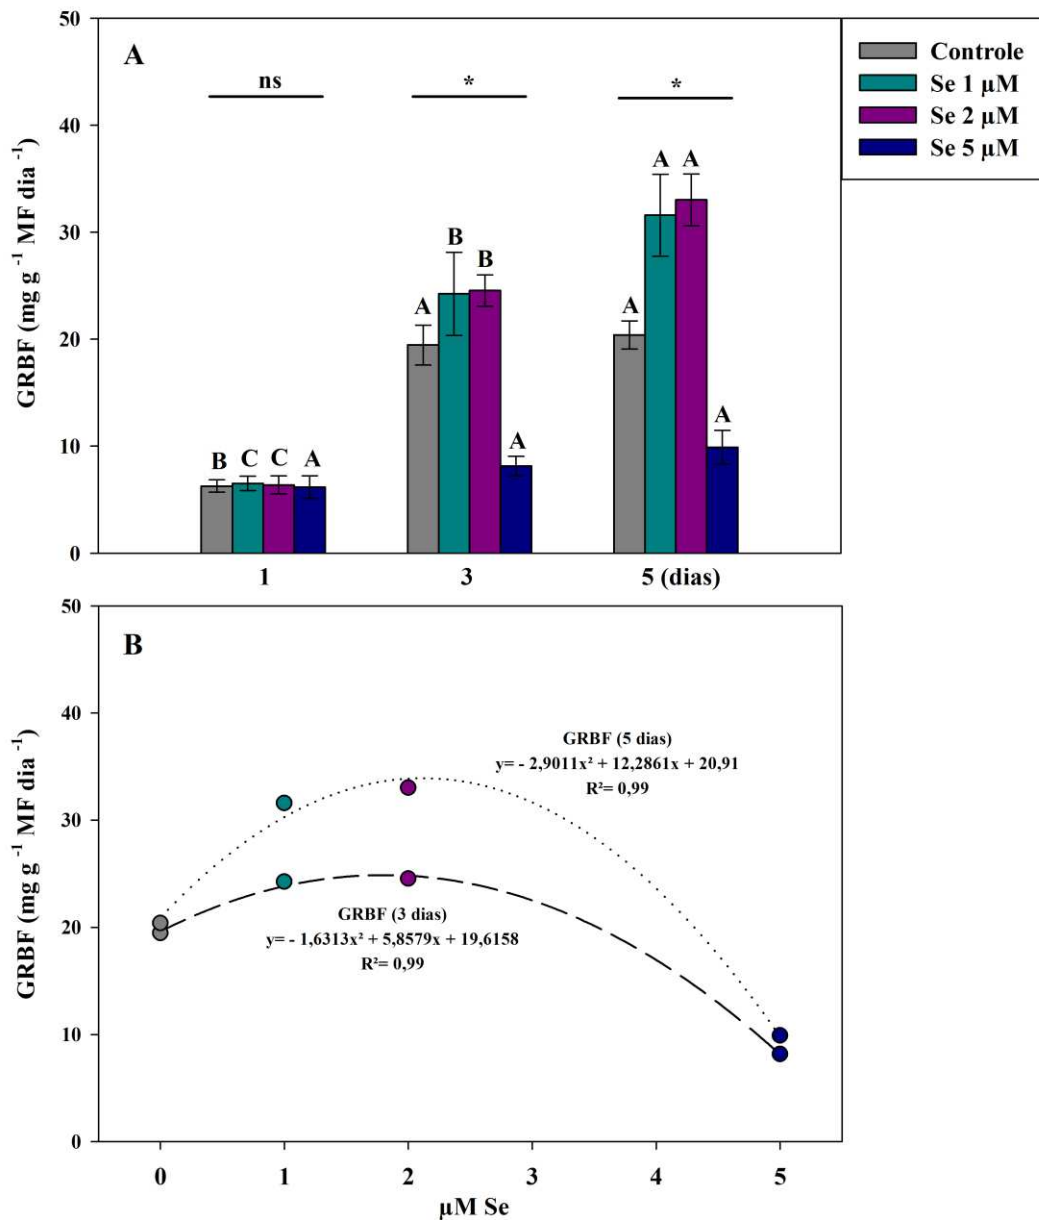 50
A
Controle
Se 1 µM
Se 2 µM
Se 5 µM
ns
*
*
40
A
A
30
B
B
A
A
20
A
A
10
B
C
C
A
0
GRBF (mg g ⁻¹ MF dia ⁻¹)
1
3
5 (dias)
50
B
40
GRBF (5 dias)
y= - 2,9011x² + 12,2861x + 20,91
R²= 0,99
30
20
GRBF (3 dias)
y= - 1,6313x² + 5,8579x + 19,6158
R²= 0,99
10
0
GRBF (mg g ⁻¹ MF dia ⁻¹)
0
1
2
3
4
5
µM Se